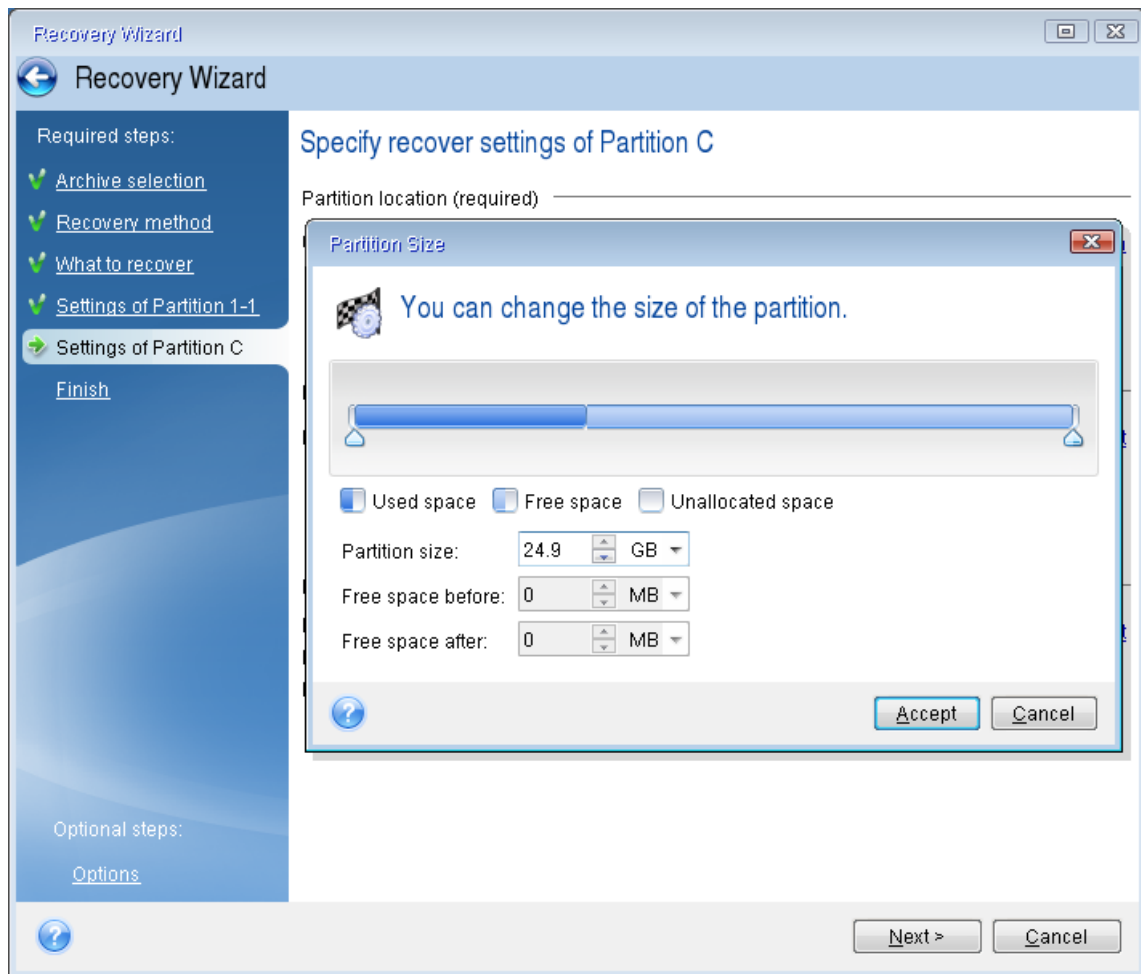 Recovery Wizard
Recovery Wizard
Required steps:
Archive selection
Recovery method
What to recover
Settings of Partition 1-1
Settings of Partition C
Finish
Optional steps:
Options
Specify recover settings of Partition C
Partition location (required)
Partition Size
You can change the size of the partition.
Used space Free space Unallocated space
Partition size: 24.9 GB
Free space before: 0 MB
Free space after: 0 MB
Accept Cancel
Next > Cancel